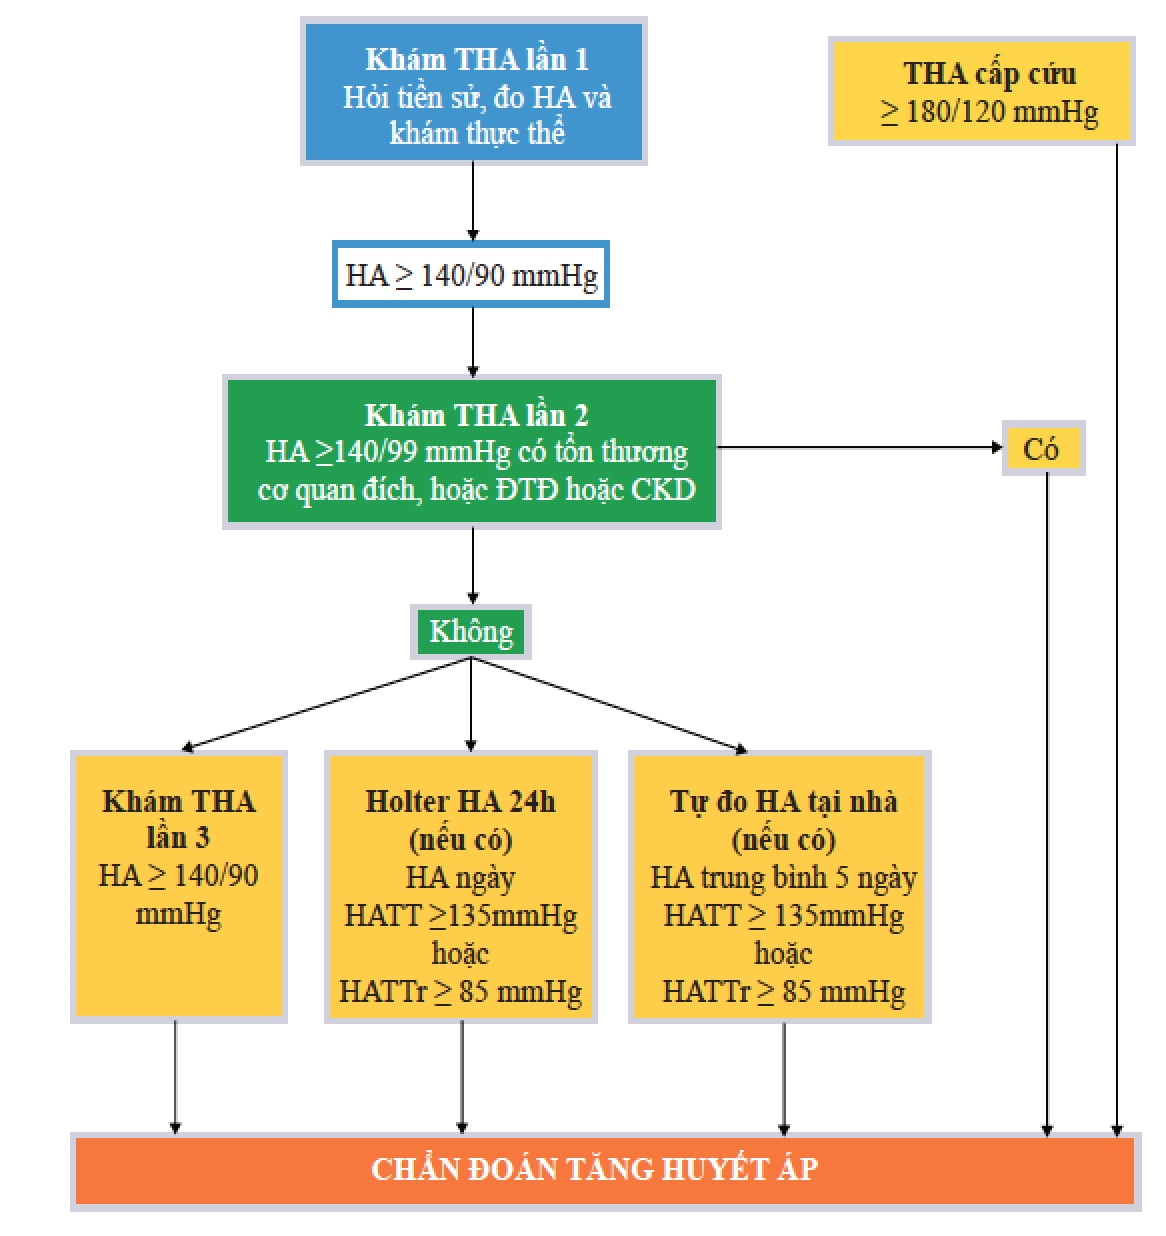 Khám THA lần 1
Hỏi tiền sử, đo HA và
khám thực thể
THA cấp cứu
≥ 180/120 mmHg
HA ≥ 140/90 mmHg
Khám THA lần 2
HA ≥140/99 mmHg có tổn thương
cơ quan đích, hoặc ĐTĐ hoặc CKD
Có
Không
Khám THA
lần 3
HA ≥ 140/90
mmHg
Holter HA 24h
(nếu có)
HA ngày
HATT ≥135mmHg
hoặc
HATTr ≥ 85 mmHg
Tự đo HA tại nhà
(nếu có)
HA trung bình 5 ngày
HATT ≥ 135mmHg
hoặc
HATTr ≥ 85 mmHg
CHẨN ĐOÁN TĂNG HUYẾT ÁP